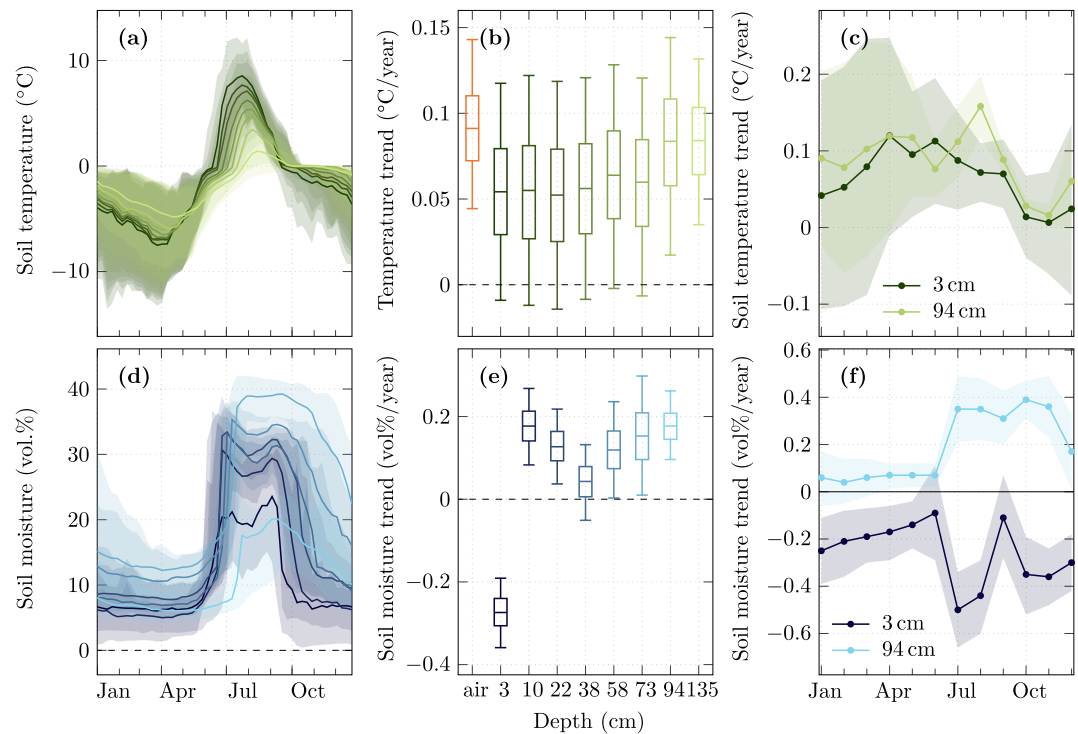 (a)
Soil temperature (°C)
10
0
−10
(b)
Temperature trend (°C/year)
0.15
0.1
0.05
0
(c)
Soil temperature trend (°C/year)
0.2
0.1
0
−0.1
3 cm
94 cm
(d)
Soil moisture (vol.%)
40
30
20
10
0
Jan Apr Jul Oct
(e)
Soil moisture trend (vol%/year)
0.2
0
−0.2
−0.4
air 3 10 22 38 58 73 94 135
Depth (cm)
(f)
Soil moisture trend (vol%/year)
0.6
0.4
0.2
0
−0.2
−0.4
−0.6
3 cm
94 cm
Jan Apr Jul Oct